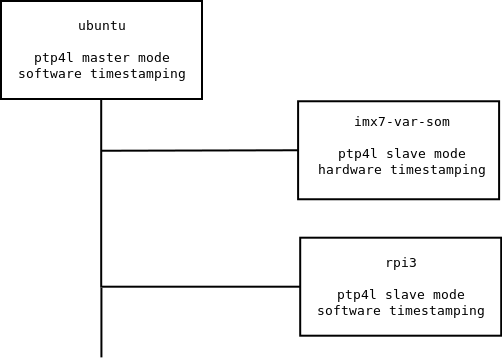 ubuntu
ptp4l master mode
software timestamping
imx7-var-som
ptp4l slave mode
hardware timestamping
rpi3
ptp4l slave mode
software timestamping